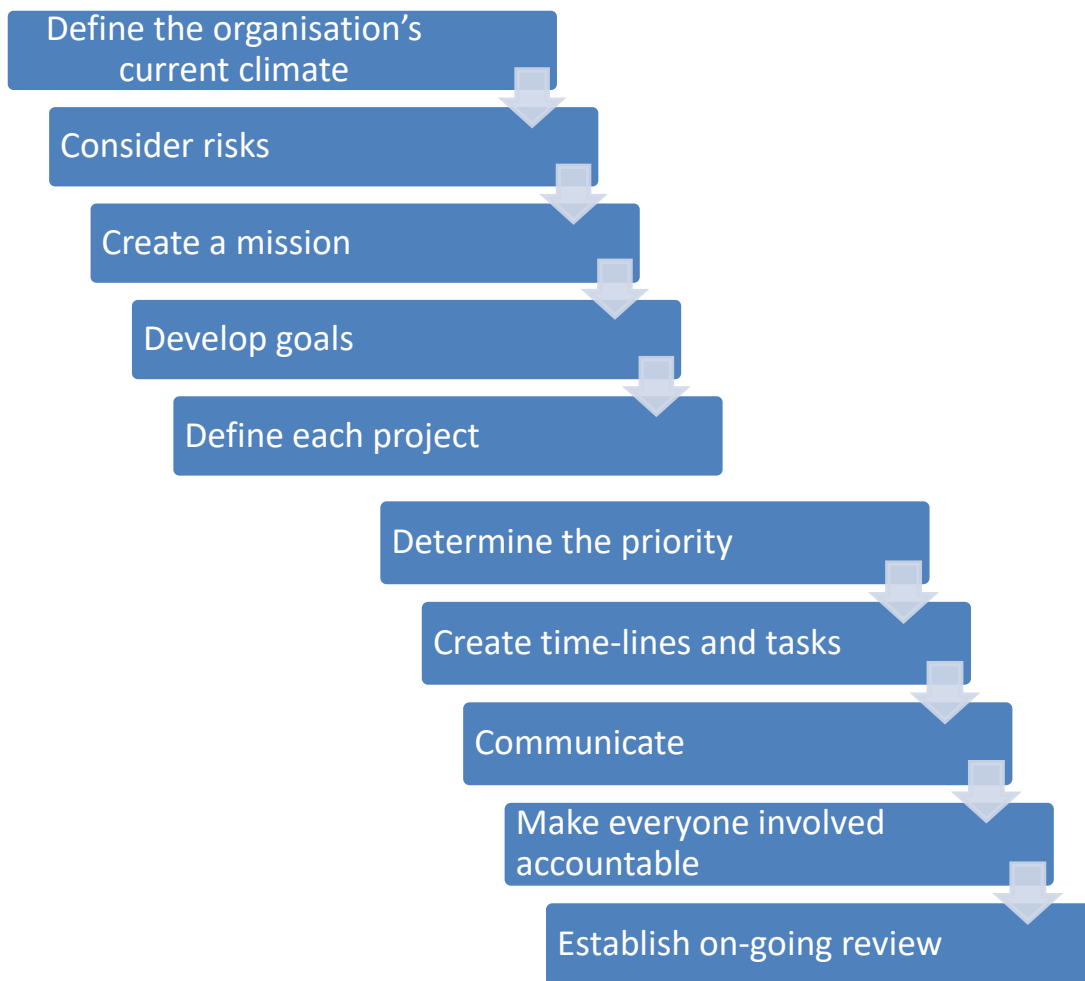 Define the organisation’s
current climate
Consider risks
Create a mission
Develop goals
Define each project
Determine the priority
Create time-lines and tasks
Communicate
Make everyone involved
accountable
Establish on-going review